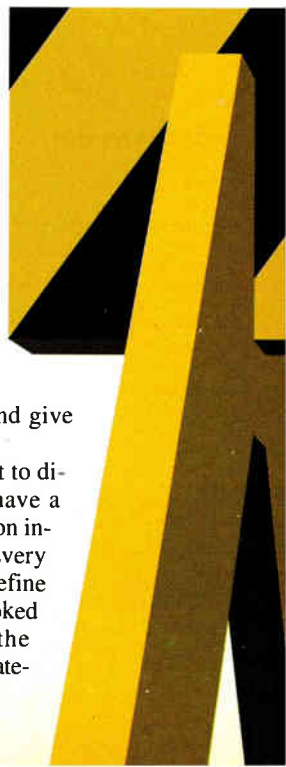 nd give
t to di-
have a
on in-
every
efine
oked
the
ate-